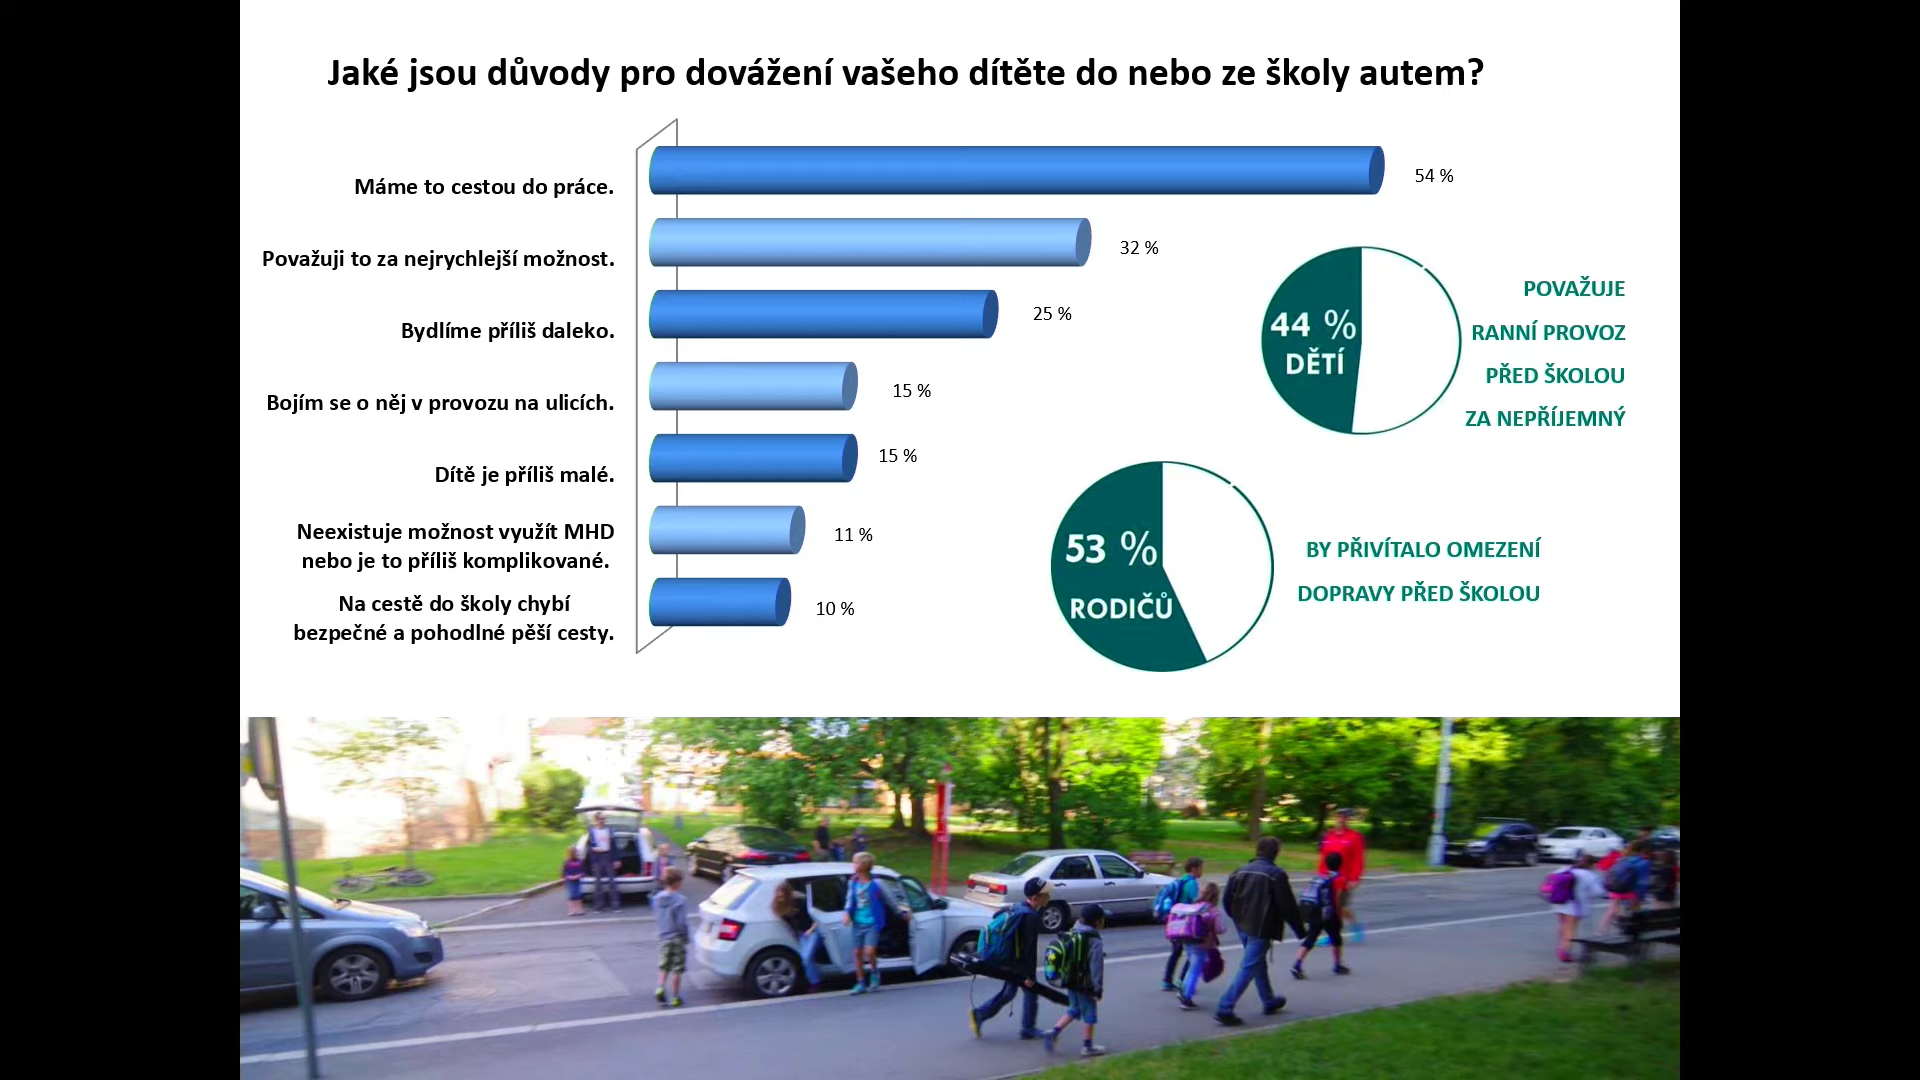 Jaké jsou důvody pro dovážení vašeho dítěte do nebo ze školy autem?
Máme to cestou do práce.
54 %
Považuji to za nejrychlejší možnost.
32 %
Bydlíme příliš daleko.
25 %
Bojím se o něj v provozu na ulicích.
15 %
Dítě je příliš malé.
15 %
Neexistuje možnost využít MHD
nebo je to příliš komplikované.
11 %
Na cestě do školy chybí
bezpečné a pohodlné pěší cesty.
10 %
44 %
DĚTÍ
POVAŽUJE
RANNÍ PROVOZ
PŘED ŠKOLOU
ZA NEPŘÍJEMNÝ
53 %
RODIČŮ
BY PŘIVÍTALO OMEZENÍ
DOPRAVY PŘED ŠKOLOU